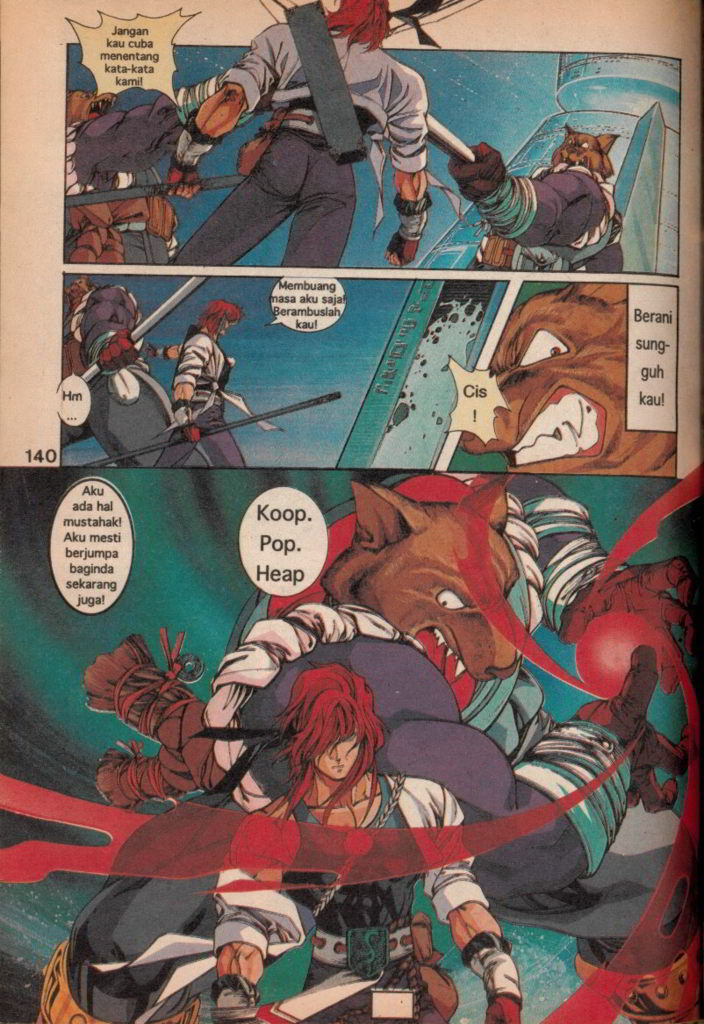 Jangan
kau cuba
menentang
kata-kata
kami!
Membuang
masa aku saja!
Berambuslah
kau!
Hm
...
Cis
!
Berani
sung-
guh
kau!
140
Aku
ada hal
mustahak!
Aku mesti
berjumpa
baginda
sekarang
juga!
Koop.
Pop.
Heap